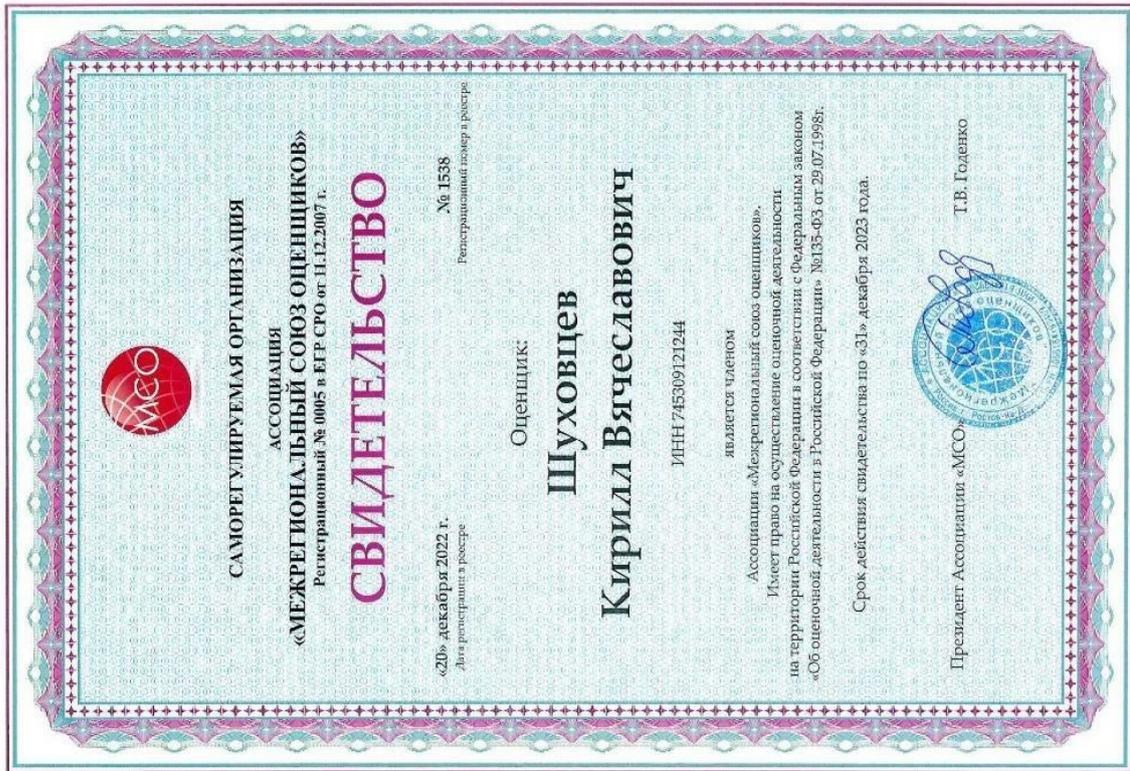 МСО
САМОРЕГУЛИРУЕМАЯ ОРГАНИЗАЦИЯ
АССОЦИАЦИЯ
«МЕЖРЕГИОНАЛЬНЫЙ СОЮЗ ОЦЕНЩИКОВ»
Регистрационный № 0005 в ЕГР СРО от 11.12.2007 г.
СВИДЕТЕЛЬСТВО
«20» декабря 2022 г. № 1538
Дата регистрации в реестре Регистрационный номер в реестре
Оценщик:
Шуховцев
Кирилл Вячеславович
ИНН 745309121244
является членом
Ассоциации «Межрегиональный союз оценщиков».
Имеет право на осуществление оценочной деятельности
на территории Российской Федерации в соответствии с Федеральным законом
«Об оценочной деятельности в Российской Федерации» №135-ФЗ от 29.07.1998г.
Срок действия свидетельства по «31» декабря 2023 года.
Президент Ассоциации «МСО» Т.В. Годенко